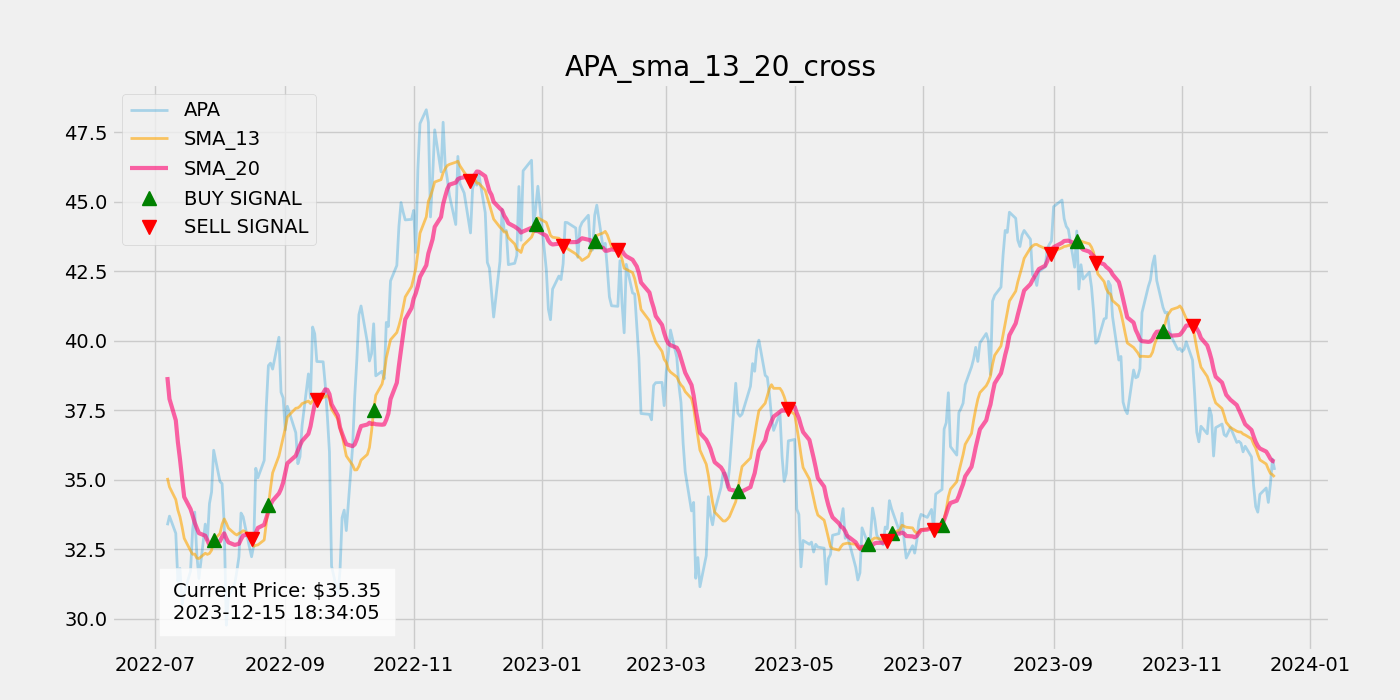 APA_sma_13_20_cross
APA
SMA_13
SMA_20
BUY SIGNAL
SELL SIGNAL
47.5
45.0
42.5
40.0
37.5
35.0
32.5
30.0
Current Price: $35.35
2023-12-15 18:34:05
2022-07 2022-09 2022-11 2023-01 2023-03 2023-05 2023-07 2023-09 2023-11 2024-01